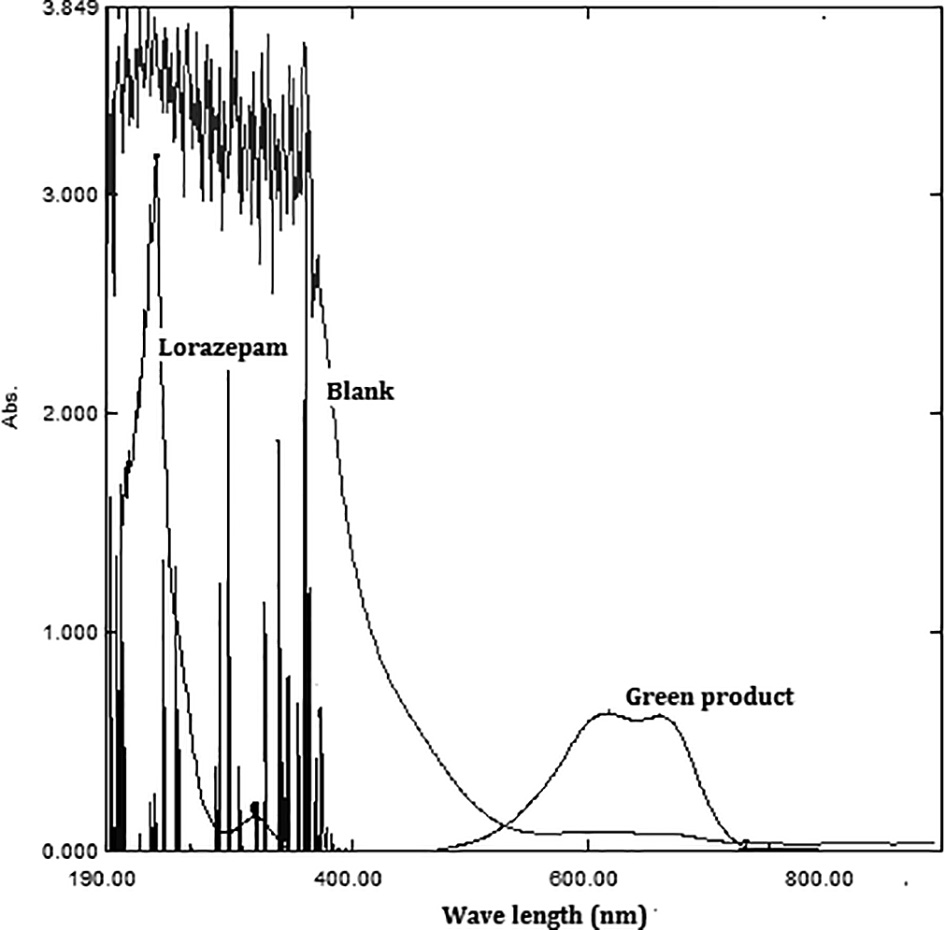 3.849
3.000
Lorazepam
Blank
Abs.
2.000
1.000
Green product
0.000
190.00 400.00 600.00 800.00
Wave length (nm)